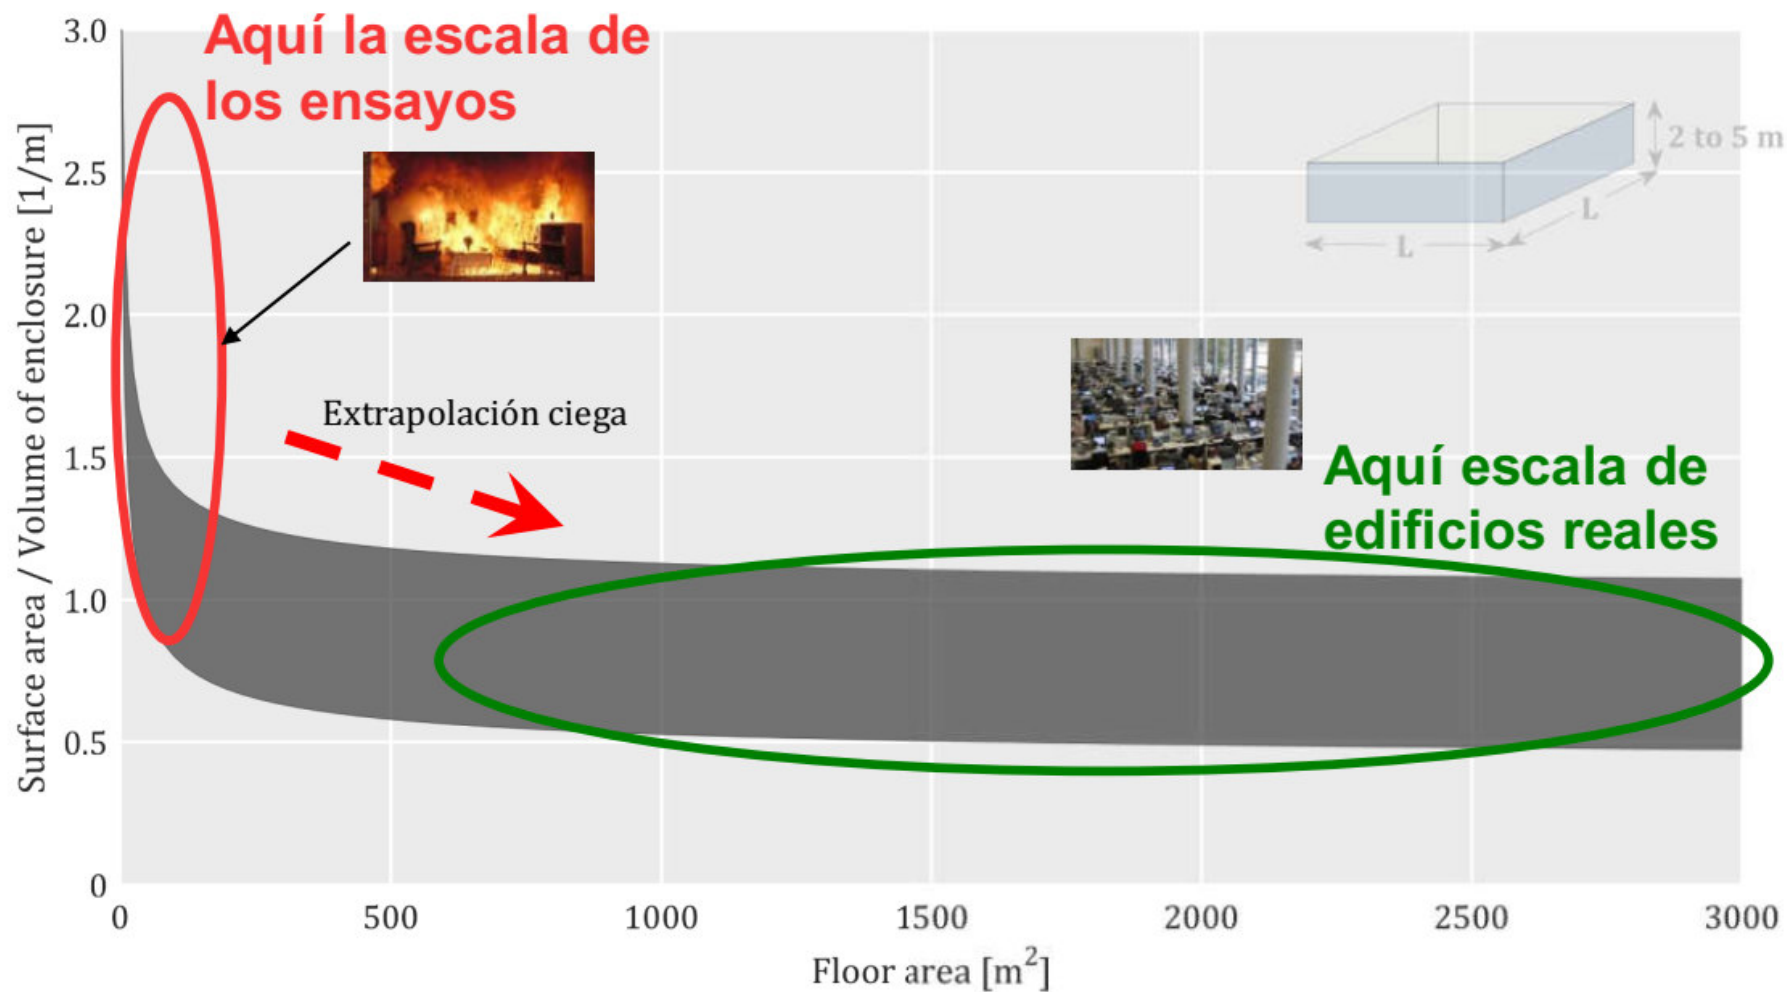 Aquí la escala de
los ensayos
Surface area / Volume of enclosure [1/m]
3.0
2.5
2.0
1.5
1.0
0.5
0
2 to 5 m
L
L
Extrapolación ciega
Aquí escala de
edificios reales
0 500 1000 1500 2000 2500 3000
Floor area [m²]